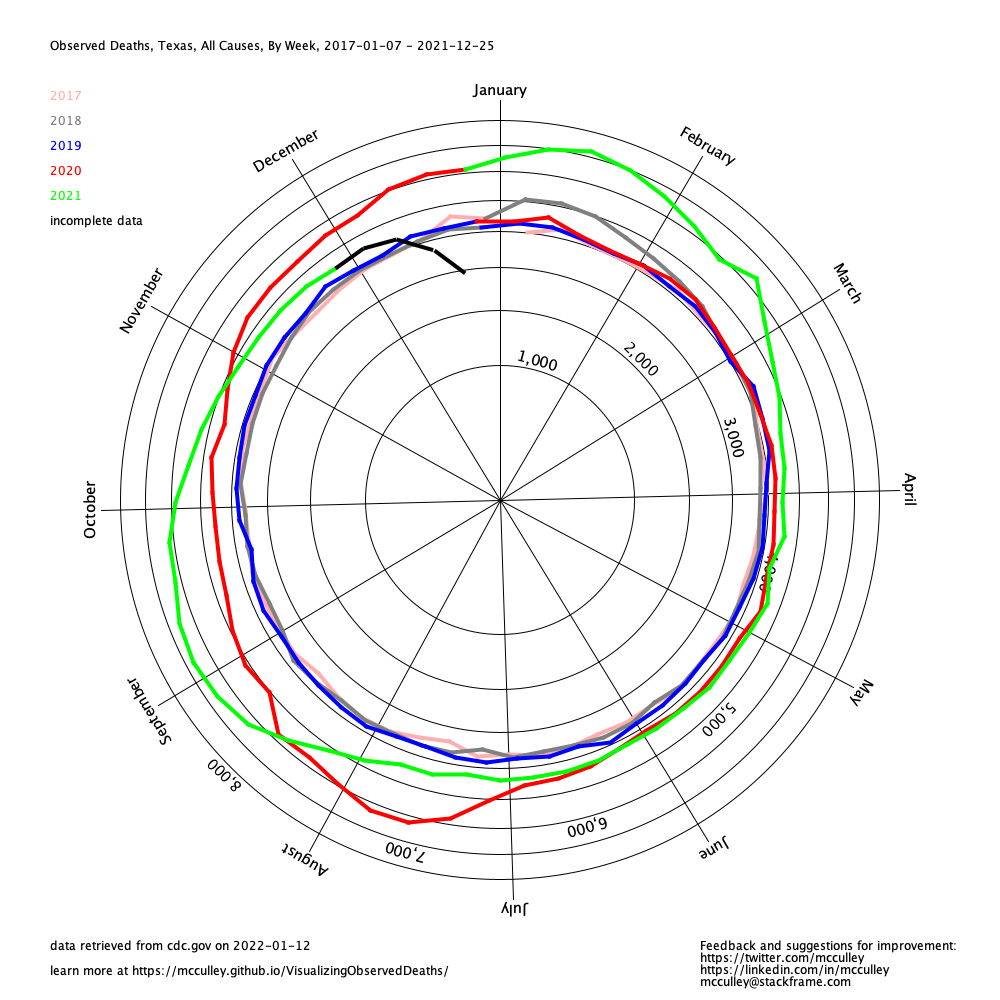 Observed Deaths, Texas, All Causes, By Week, 2017-01-07 - 2021-12-25
January
2017
2018
2019
2020
2021
incomplete data
December
February
November
March
1,000
2,000
3,000
October
April
4,000
September
May
5,000
8,000
6,000
7,000
August
June
July
data retrieved from cdc.gov on 2022-01-12
learn more at https://mcculley.github.io/VisualizingObservedDeaths/
Feedback and suggestions for improvement:
https://twitter.com/mcculley
https://linkedin.com/in/mcculley
mcculley@stackframe.com